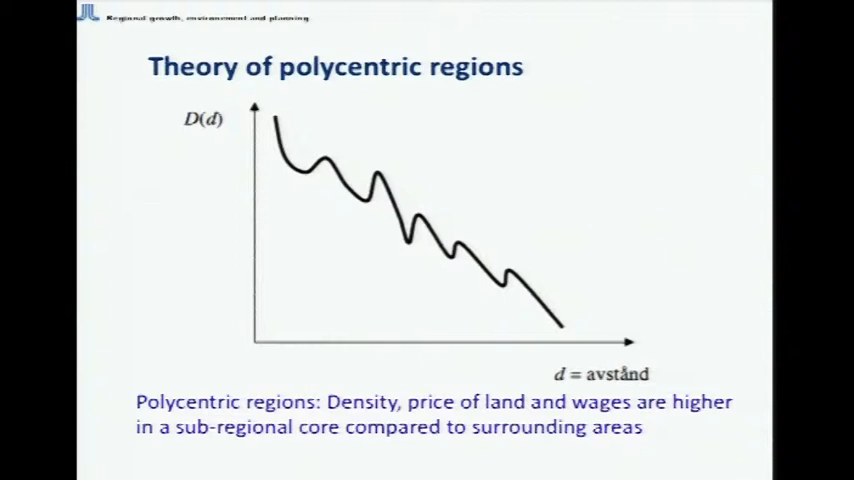 Regional growth, environement and planning
Theory of polycentric regions
D(d)
d = avstånd
Polycentric regions: Density, price of land and wages are higher
in a sub-regional core compared to surrounding areas